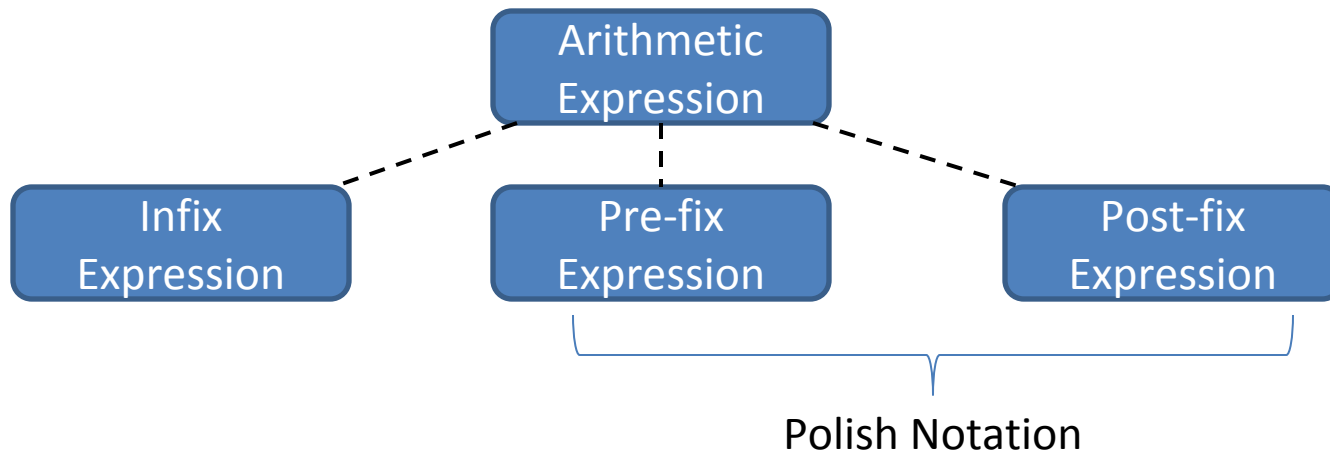 Arithmetic
Expression
Infix
Expression
Pre-fix
Expression
Post-fix
Expression
Polish Notation